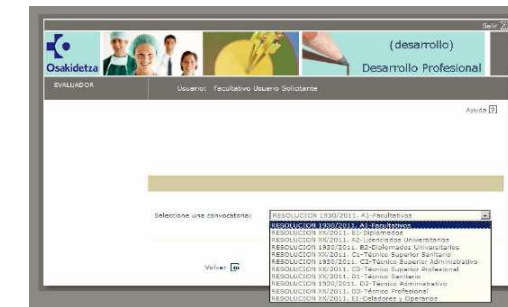 Salir
Osakidetza
(desarrollo)
Desarrollo Profesional
EVALUADOR
Usuario: Facultativo Usuario Solicitante
Ayuda ?
Seleccione una convocatoria:
RESOLUCION 1930/2011. A1-Facultativos
RESOLUCION 1930/2011. A1-Facultativos
RESOLUCION XX/2011. B1-Diplomados
RESOLUCION XX/2011. A2-Licenciados Universitarios
RESOLUCION 1930/2011. B2-Diplomados Universitarios
RESOLUCION XX/2011. C1-Técnico Superior Sanitario
RESOLUCION 1930/2011. C2-Técnico Superior Administrativo
RESOLUCION XX/2011. C3-Técnico Superior Profesional
RESOLUCION XX/2011. D1-Técnico Sanitario
RESOLUCION 1930/2011. D2-Técnico Administrativo
RESOLUCION XX/2011. D3-Técnico Profesional
RESOLUCION XX/2011. E1-Celadores y Operarios
Volver